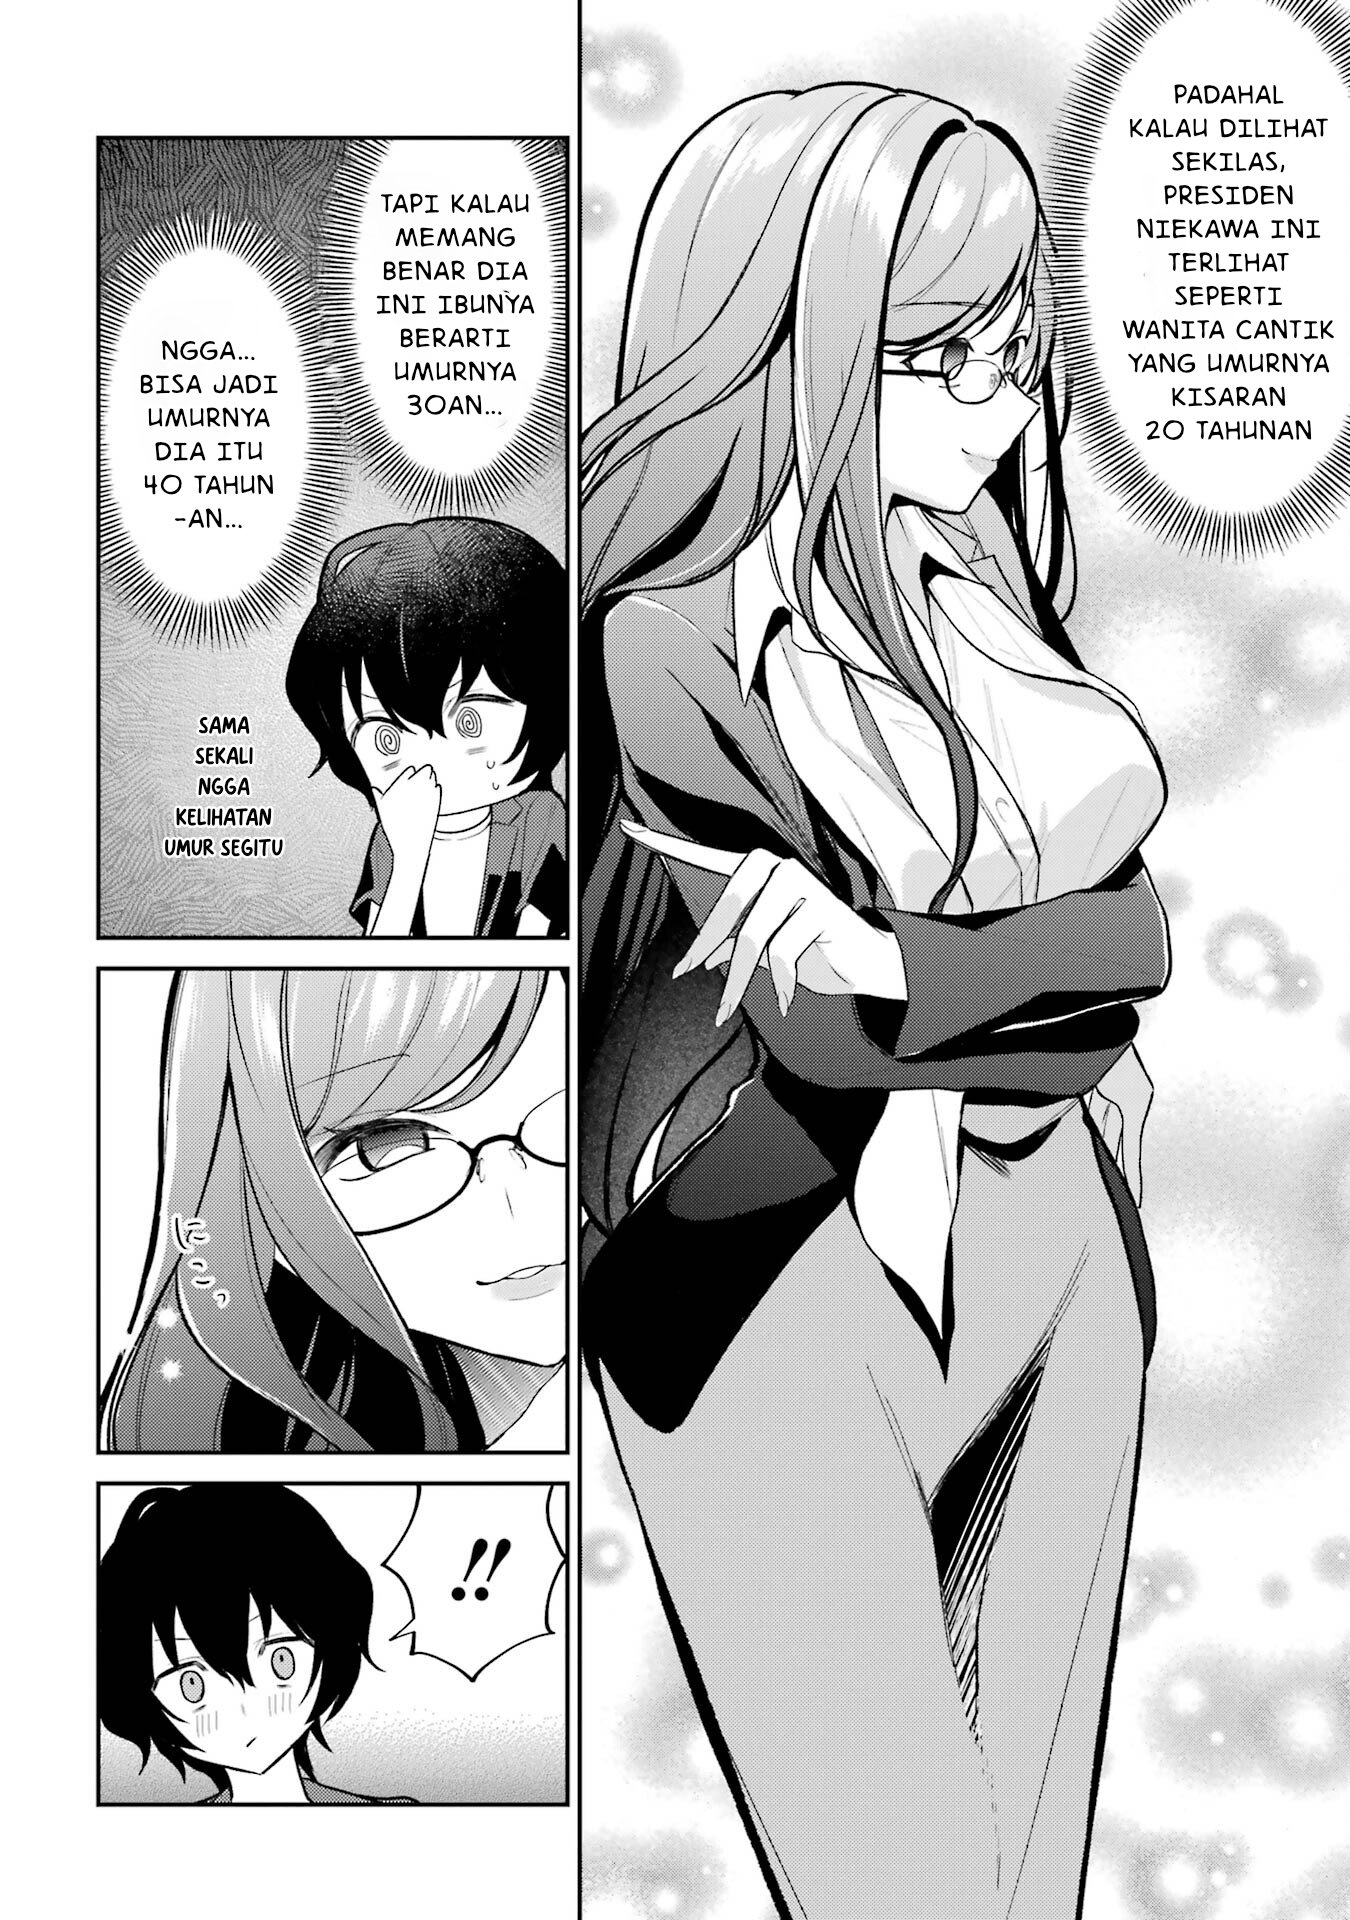 PADAHAL
KALAU DILIHAT
SEKILAS,
PRESIDEN
NIEKAWA INI
TERLIHAT
SEPERTI
WANITA CANTIK
YANG UMURNYA
KISARAN
20 TAHUNAN
TAPI KALAU
MEMANG
BENAR DIA
INI IBUNYA
BERARTI
UMURNYA
30AN...
NGGA...
BISA JADI
UMURNYA
DIA ITU
40 TAHUN
-AN...
SAMA
SEKALI
NGGA
KELIHATAN
UMUR SEGITU
にこっ
!!